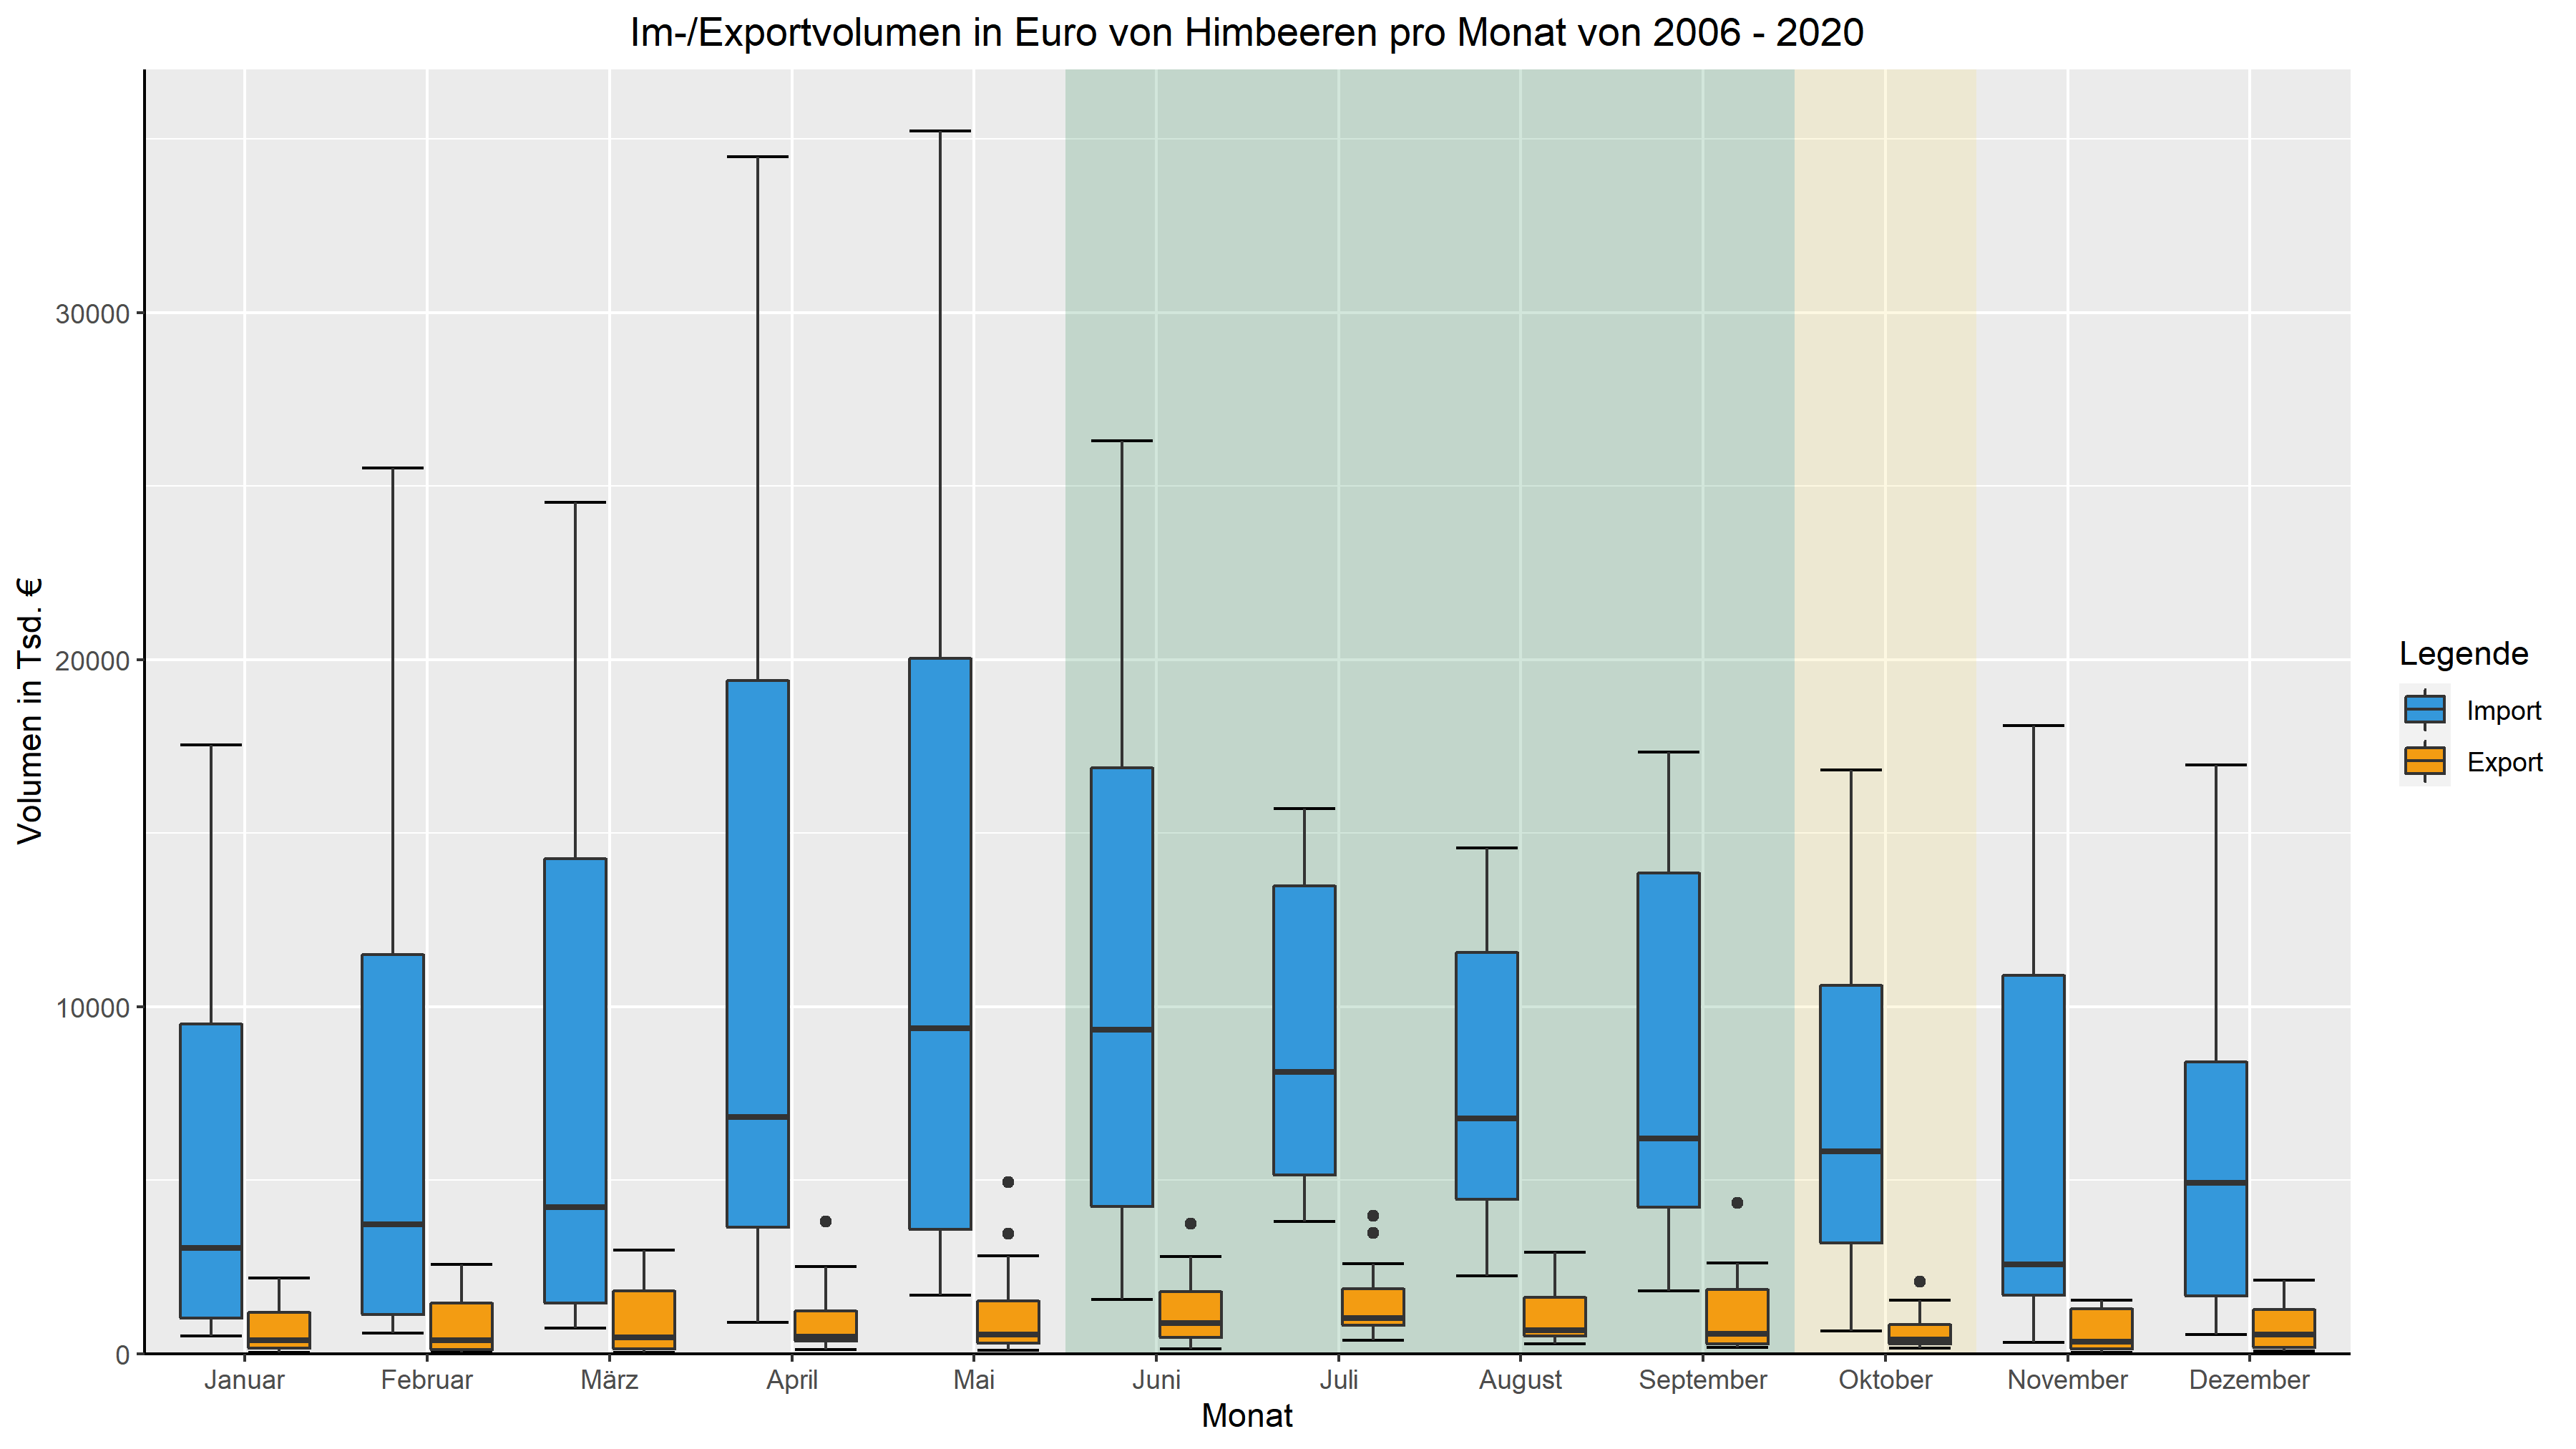 Im-/Exportvolumen in Euro von Himbeeren pro Monat von 2006 - 2020
Volumen in Tsd. €
30000
20000
10000
0
Januar Februar März April Mai Juni Juli August September Oktober November Dezember
Monat
Legende
Import
Export